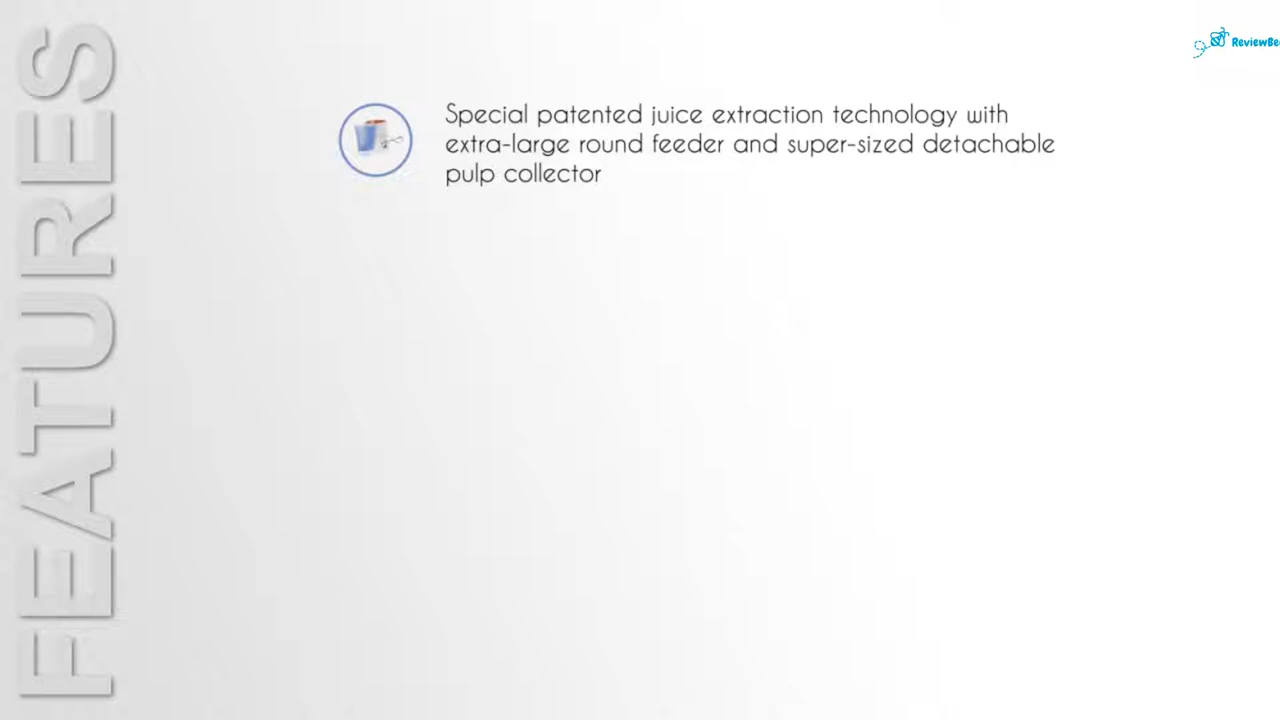 FEATURES
ReviewBe
Special patented juice extraction technology with
extra-large round feeder and super-sized detachable
pulp collector